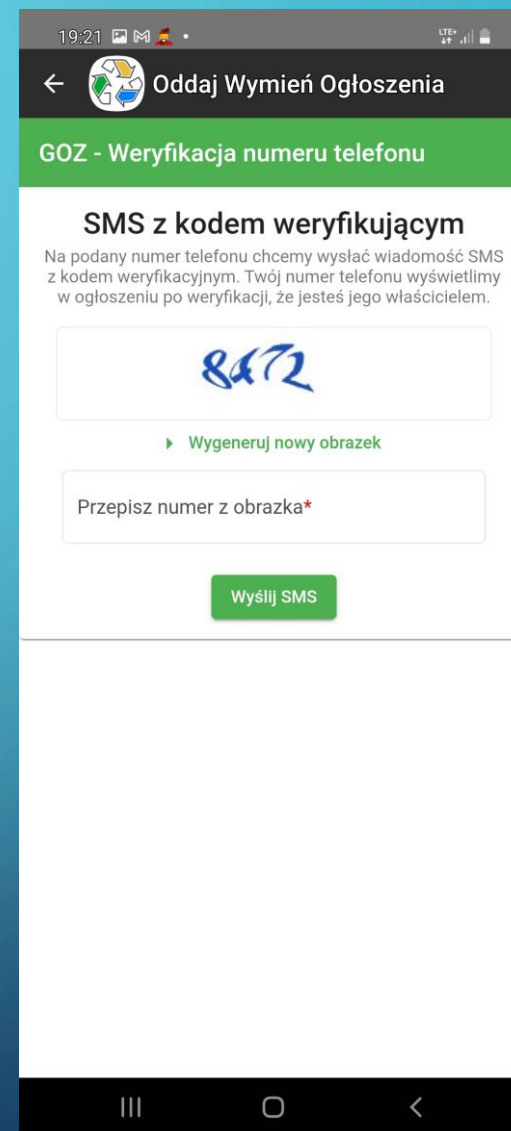 19:21
LTE+
Oddaj Wymień Ogłoszenia
GOZ - Weryfikacja numeru telefonu
SMS z kodem weryfikującym
Na podany numer telefonu chcemy wysłać wiadomość SMS
z kodem weryfikacyjnym. Twój numer telefonu wyświetlimy
w ogłoszeniu po weryfikacji, że jesteś jego właścicielem.
Wygeneruj nowy obrazek
Przepisz numer z obrazka*
Wyślij SMS